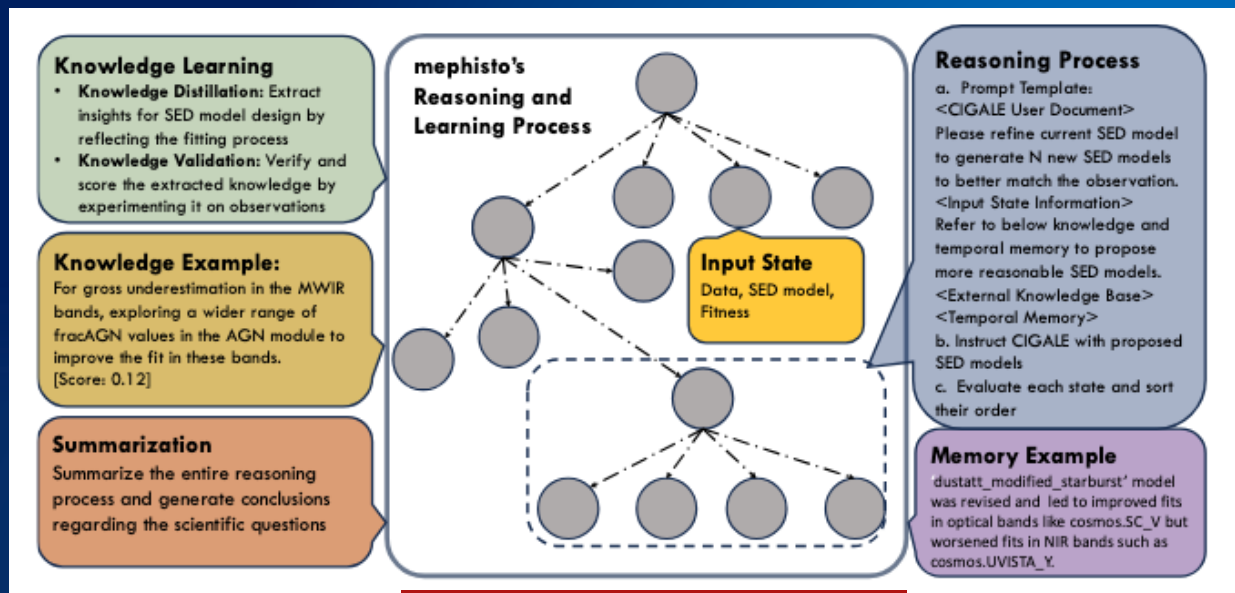 Knowledge Learning
• Knowledge Distillation: Extract
insights for SED model design by
reflecting the fitting process
• Knowledge Validation: Verify and
score the extracted knowledge by
experimenting it on observations
Knowledge Example:
For gross underestimation in the MWIR
bands, exploring a wider range of
fracAGN values in the AGN module to
improve the fit in these bands.
[Score: 0.12]
Summarization
Summarize the entire reasoning
process and generate conclusions
regarding the scientific questions
mephisto's
Reasoning and
Learning Process
Input State
Data, SED model,
Fitness
Reasoning Process
a. Prompt Template:
<CIGALE User Document>
Please refine current SED model
to generate N new SED models
to better match the observation.
<Input State Information>
Refer to below knowledge and
temporal memory to propose
more reasonable SED models.
<External Knowledge Base>
<Temporal Memory>
b. Instruct CIGALE with proposed
SED models
c. Evaluate each state and sort
their order
Memory Example
'dustatt_modified_starburst' model
was revised and led to improved fits
in optical bands like cosmos.SC_V but
worsened fits in NIR bands such as
cosmos.UVISTA_Y.